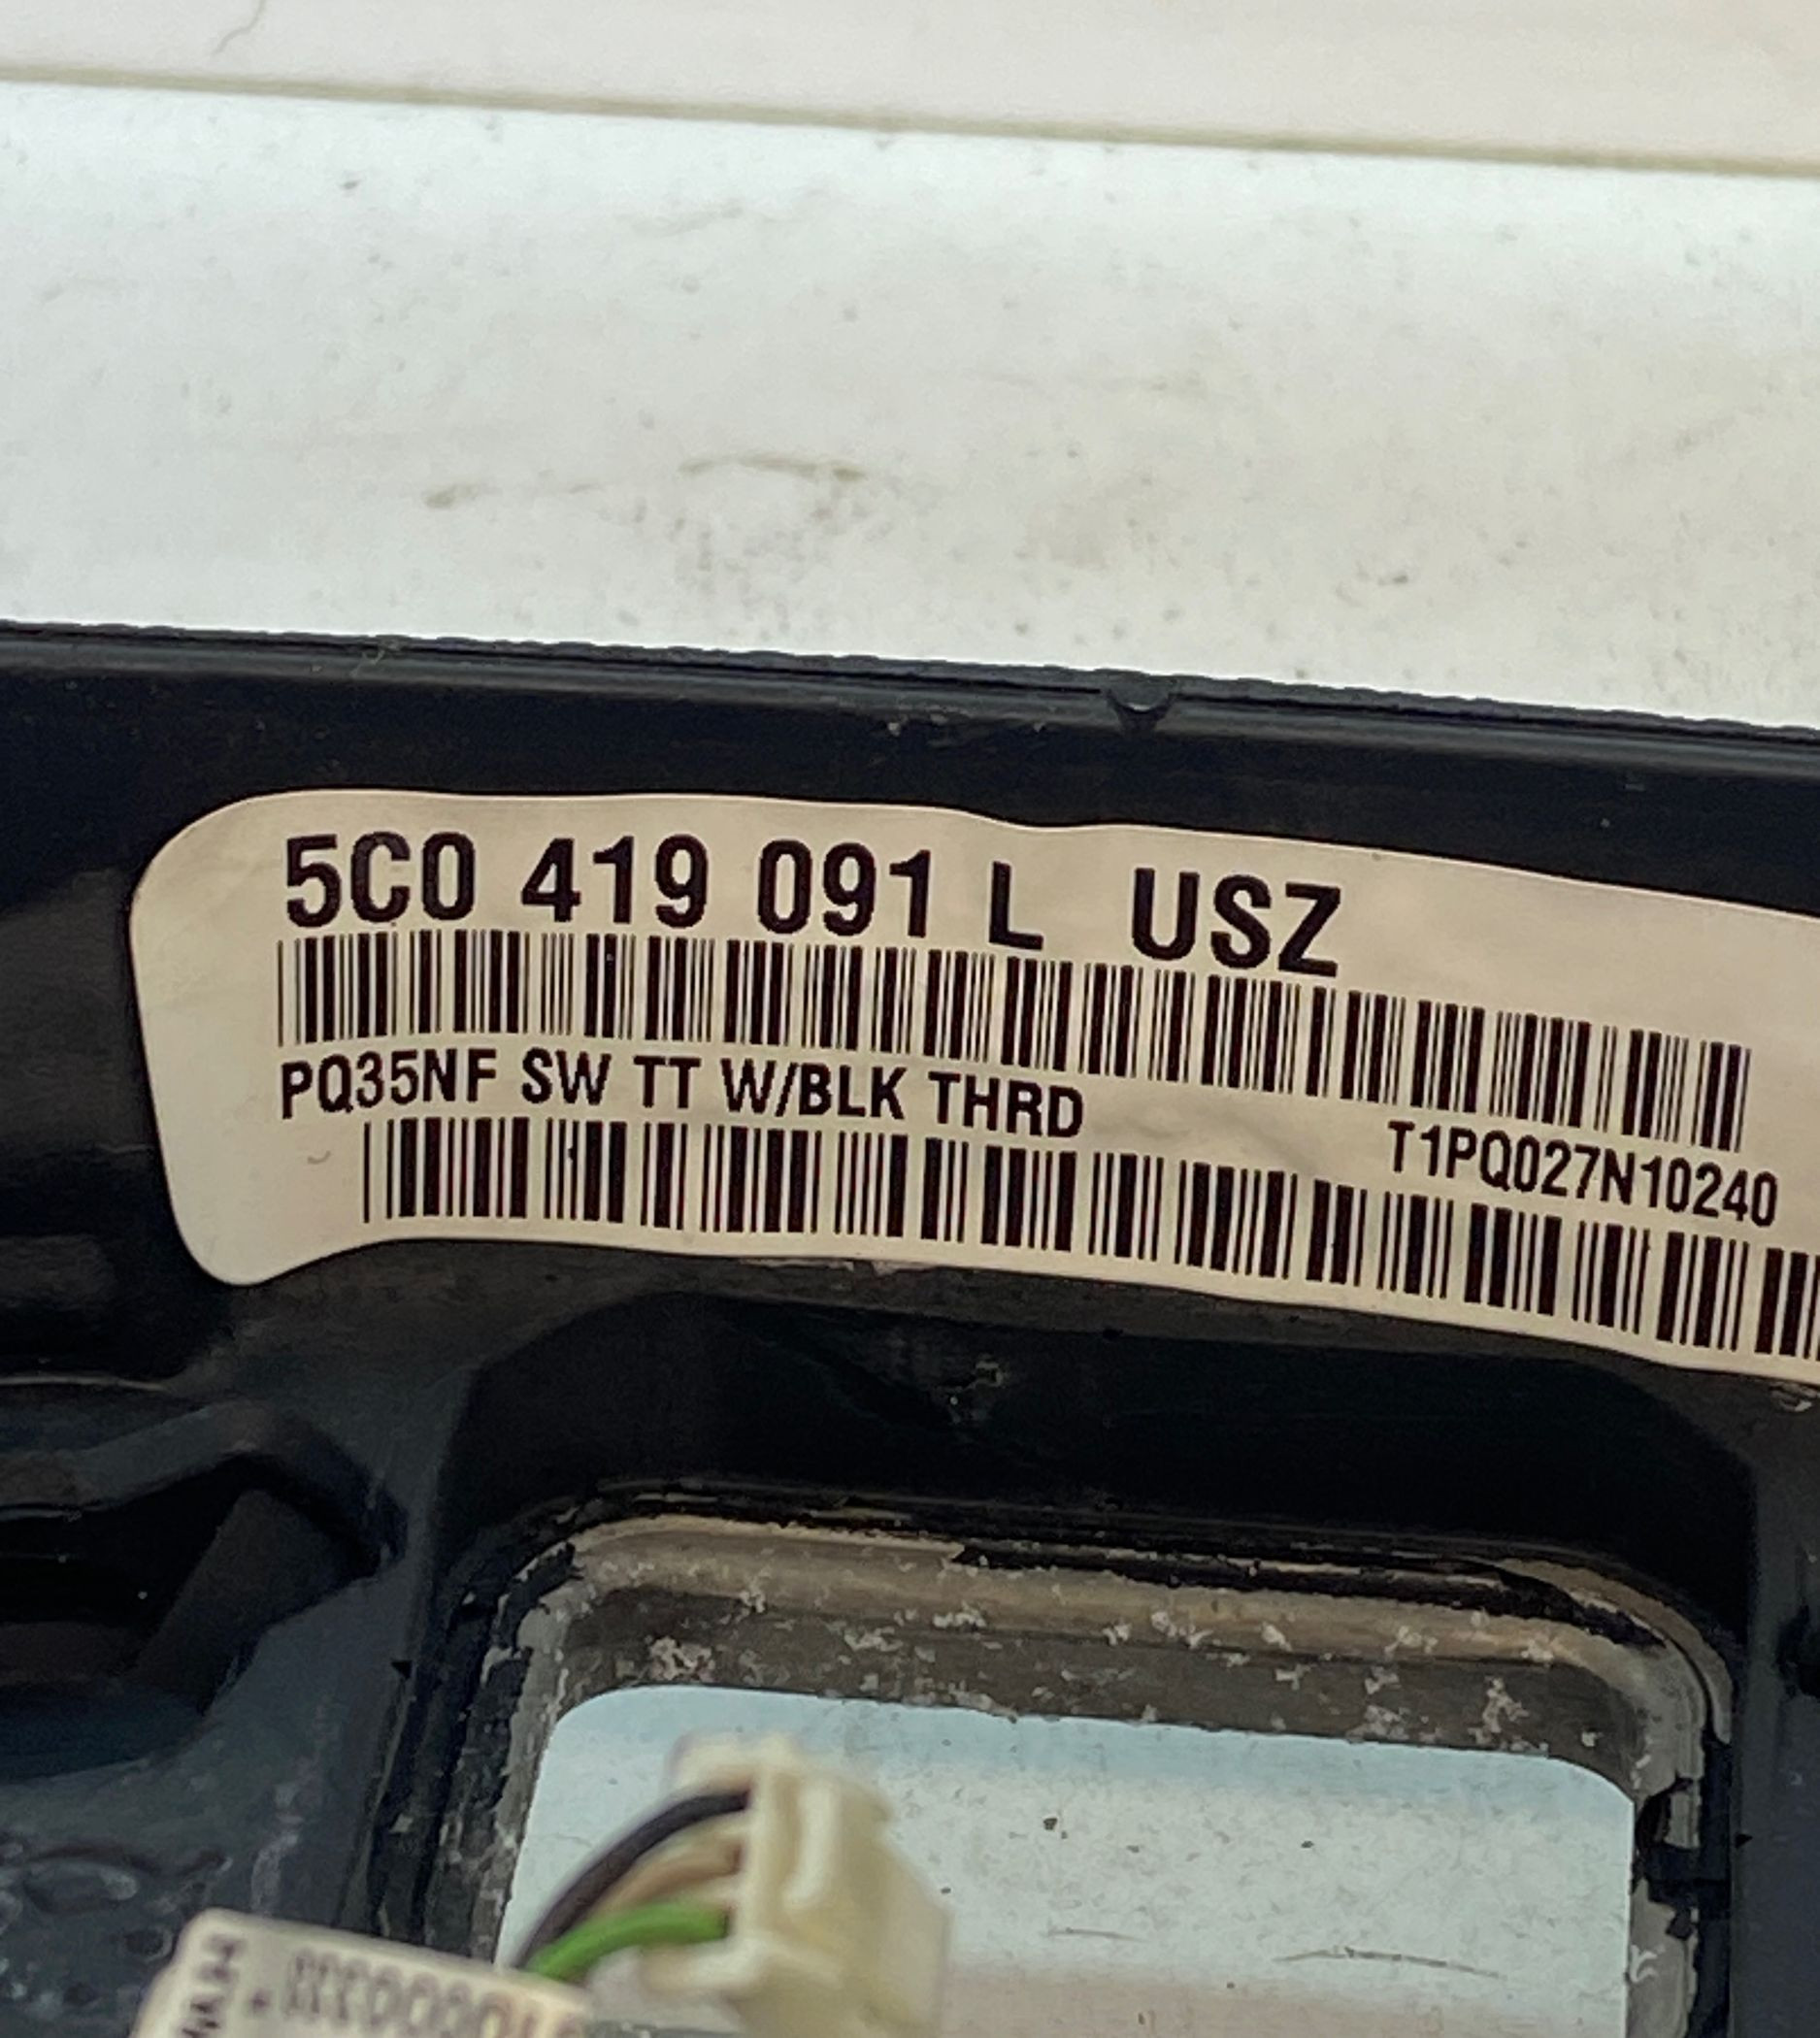 5C0 419 091 L USZ
PQ35NF SW TT W/BLK THRD
T1PQ027N10240